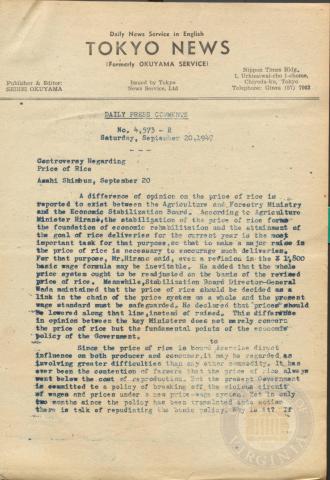 Daily News Service in English
TOKYO NEWS
(Formerly OKUYAMA SERVICE)
Publisher & Editor:
SEIBEI OKUYAMA
Issued by Tokyo
News Service, Ltd
Nippon Times Bldg,
1, Uchisaiwai-cho 1-chome,
Chiyoda-ku, Tokyo
Telephone: Ginza (57) 7063
DAILY PRESS COMMENTS
No. 4,573 - E
Saturday, September 20, 1947
Controversy Regarding
Price of Rice
Asahi Shimbun, September 20
A difference of opinion on the price of rice is
reported to exist between the Agriculture and Forestry Ministry
and the Economic Stabilization Board. According to Agriculture
Minister Hirano, the stabilization of the price of rice forms
the foundation of economic rehabilitation and the attainment of
the goal of rice deliveries for the current year is the most
important task for that purpose, so that to make a major raise in
the price of rice is necessary to encourage such deliveries.
For that purpose, Mr. Hirano said, even a revision in the ¥ 1,800
basic wage formula may be inevitable. He added that the whole
price system ought to be readjusted on the basis of the revised
price of rice. Meanwhile, Stabilization Board Director-General
Wada maintained that the price of rice should be decided as a
link in the chain of the price system as a whole and the present
wage standard must be safeguarded. He declared that "prices" should
be lowered along that line, instead of raised. This difference
in opinion between the key Ministers does not merely concern
the price of rice but the fundamental points of the economic
policy of the Government.
to
Since the price of rice is bound exercise direct
influence on both producer and consumer, it may be regarded as
involving greater difficulties than any other commodity. It has
ever been the contention of farmers that the price of rice always
went below the cost of reproduction. But the present Government
is committed to a policy of breaking off the vicious circuit
of wages and prices under a new price-wage system. Yet in only
two months since the policy has been translated into action
there is talk of repudiating the basic policy. Why is it? If
VIRGINIA